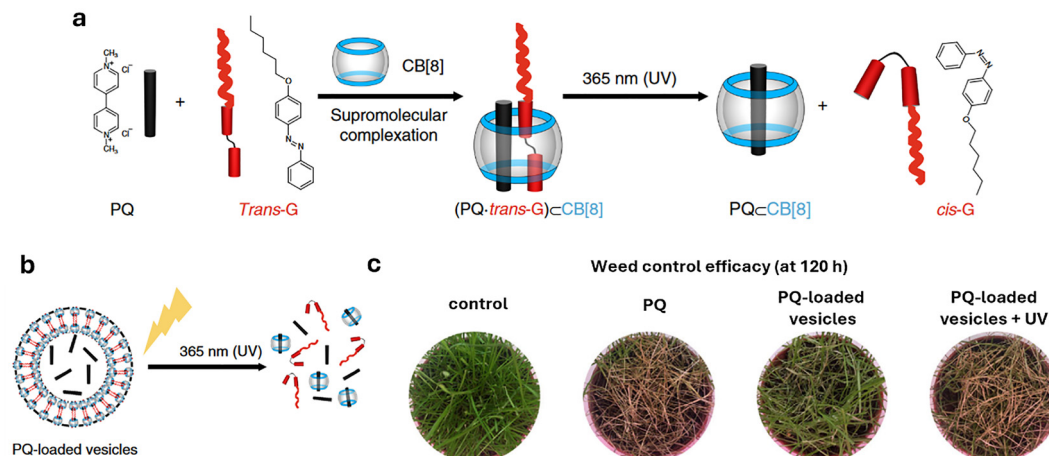 a
CH₃
N⁺
Cl⁻
N⁺
CH₃
Cl⁻
PQ
+
O
N
N
Trans-G
CB[8]
Supromolecular
complexation
(PQ·trans-G)⊂CB[8]
365 nm (UV)
PQ⊂CB[8]
+
N
N
O
cis-G
b
365 nm (UV)
PQ-loaded vesicles
c
Weed control efficacy (at 120 h)
control
PQ
PQ-loaded
vesicles
PQ-loaded
vesicles + UV